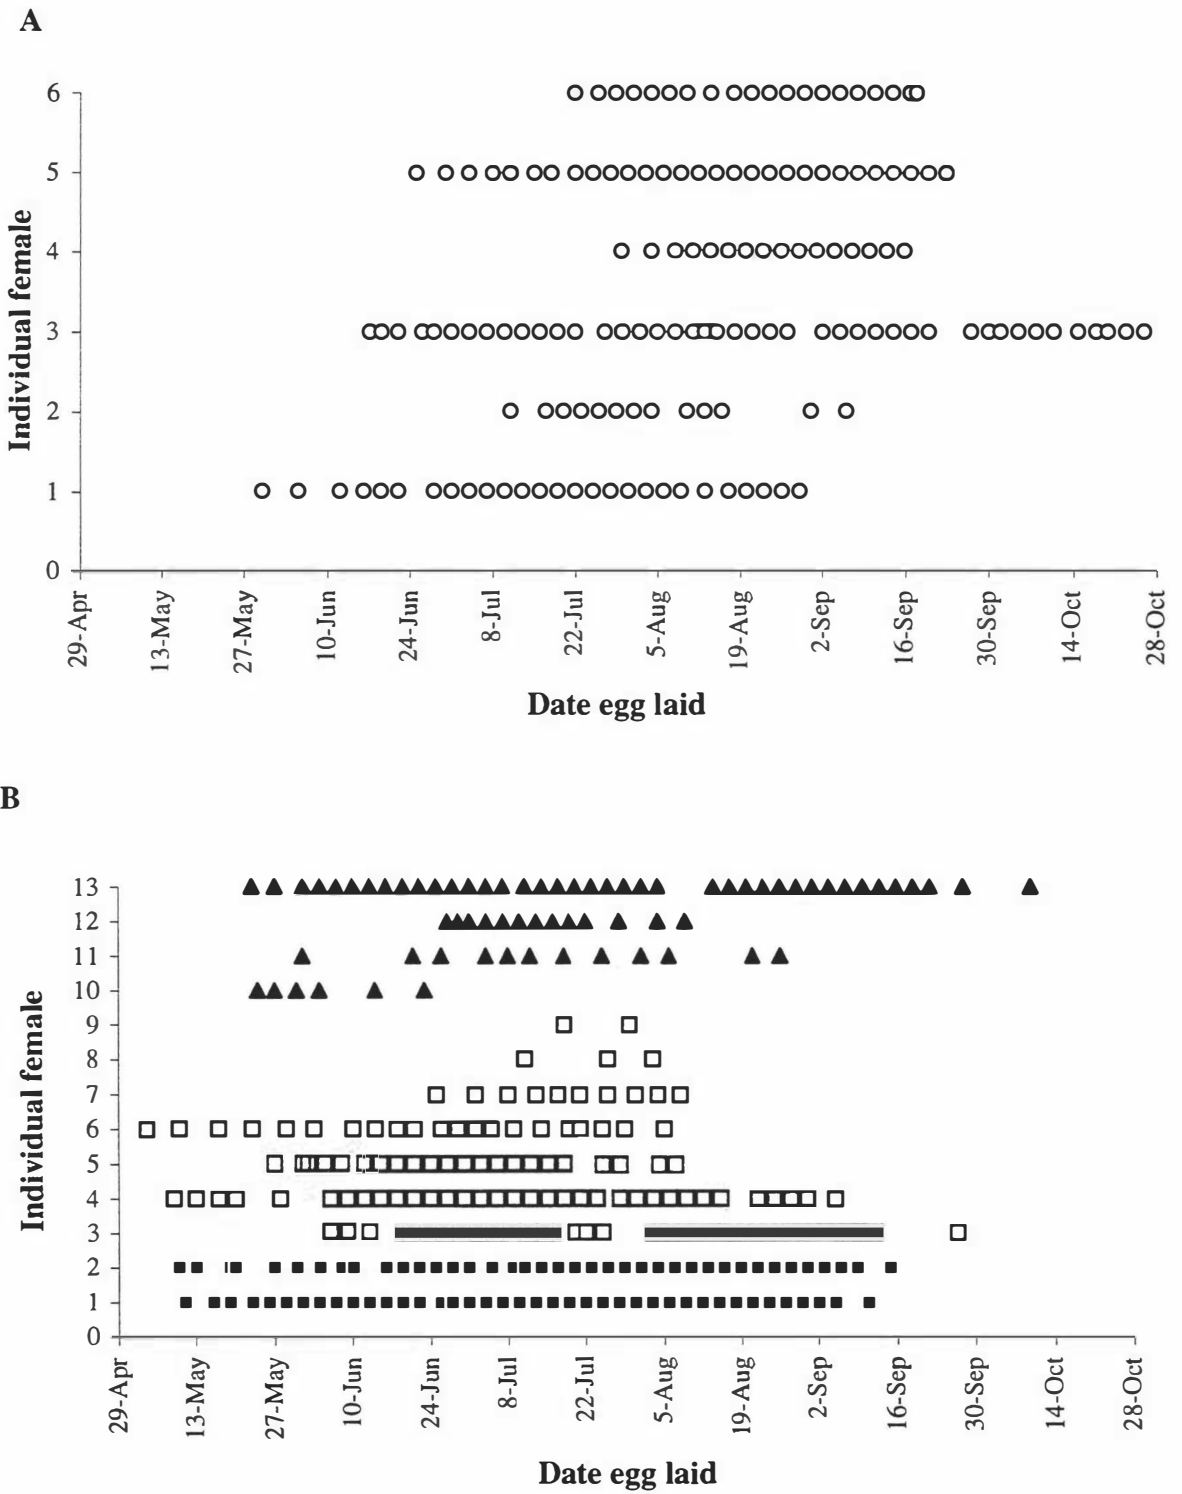 A
6
5
4
3
2
1
0
Individual female
29-Apr 13-May 27-May 10-Jun 24-Jun 8-Jul 22-Jul 5-Aug 19-Aug 2-Sep 16-Sep 30-Sep 14-Oct 28-Oct
Date egg laid
B
13
12
11
10
9
8
7
6
5
4
3
2
1
0
Individual female
29-Apr 13-May 27-May 10-Jun 24-Jun 8-Jul 22-Jul 5-Aug 19-Aug 2-Sep 16-Sep 30-Sep 14-Oct 28-Oct
Date egg laid